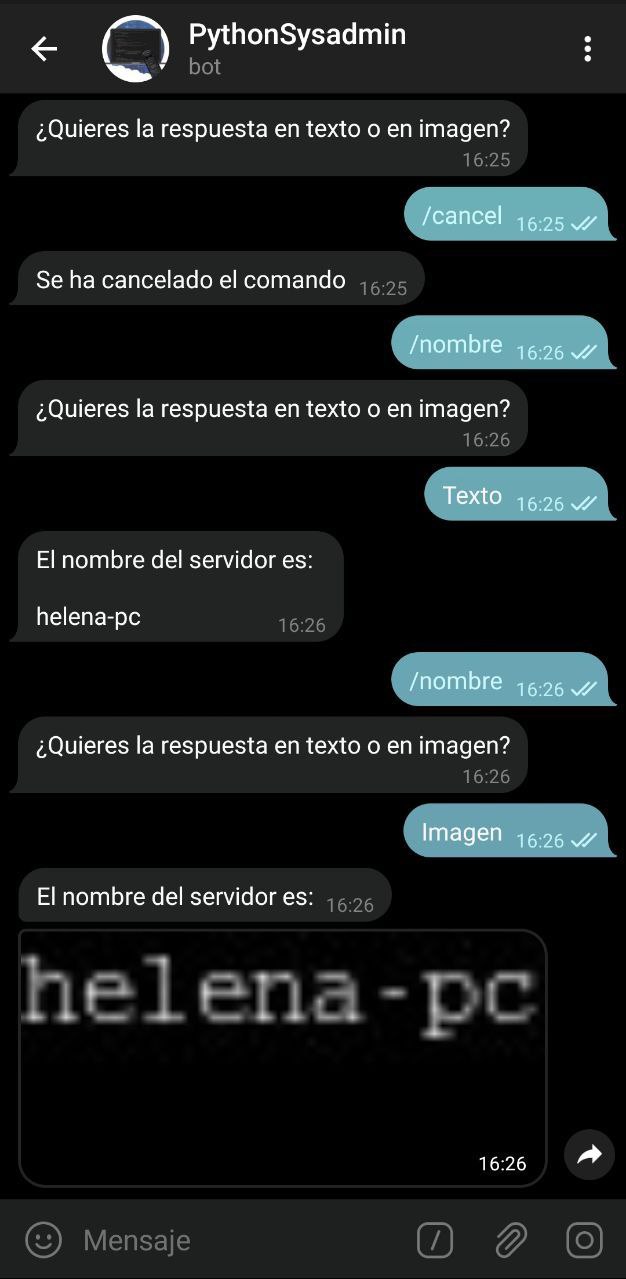 PythonSysadmin
bot
¿Quieres la respuesta en texto o en imagen?
16:25
/cancel 16:25
Se ha cancelado el comando 16:25
/nombre 16:26
¿Quieres la respuesta en texto o en imagen?
16:26
Texto 16:26
El nombre del servidor es:
helena-pc 16:26
/nombre 16:26
¿Quieres la respuesta en texto o en imagen?
16:26
Imagen 16:26
El nombre del servidor es: 16:26
helena-pc
16:26
Mensaje